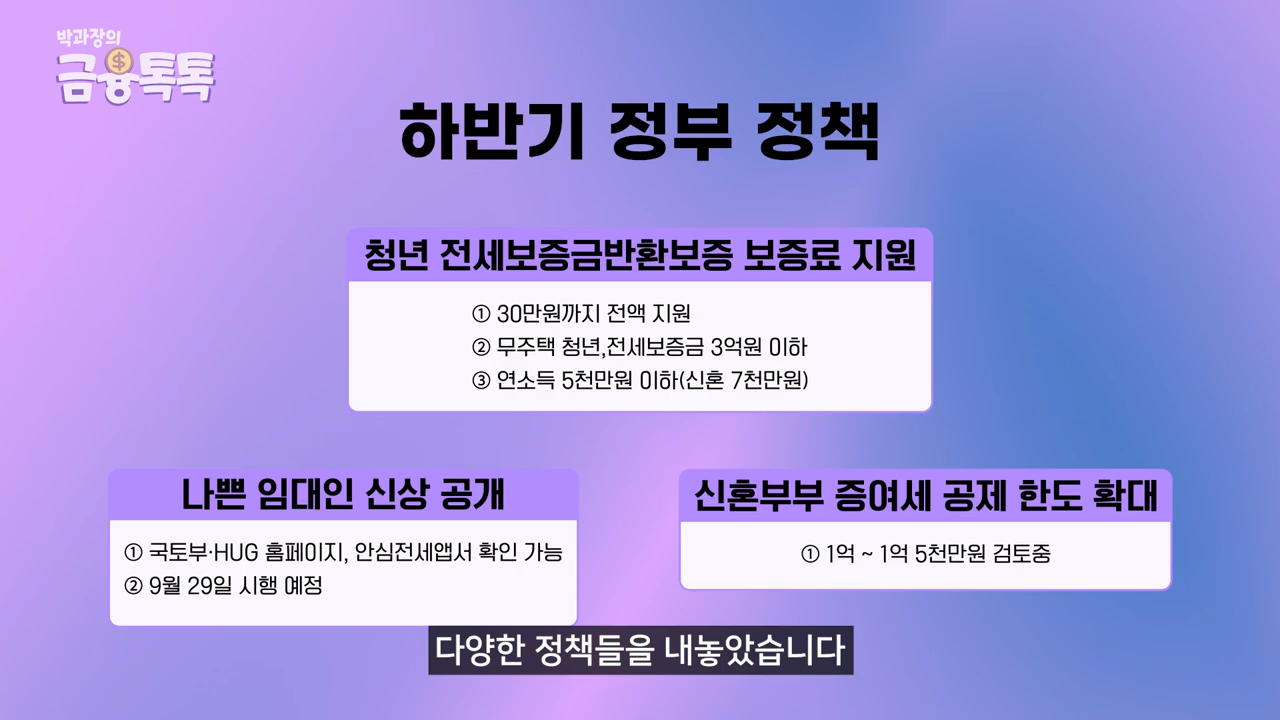 박과장의
금융톡톡
하반기 정부 정책
청년 전세보증금반환보증 보증료 지원
① 30만원까지 전액 지원
② 무주택 청년,전세보증금 3억원 이하
③ 연소득 5천만원 이하(신혼 7천만원)
나쁜 임대인 신상 공개
① 국토부·HUG 홈페이지, 안심전세앱서 확인 가능
② 9월 29일 시행 예정
신혼부부 증여세 공제 한도 확대
① 1억 ~ 1억 5천만원 검토중
다양한 정책들을 내놓았습니다